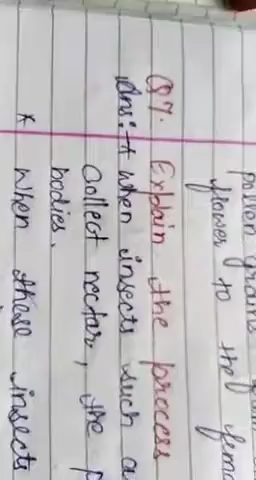 pollen grains
flower to the
Q7. Explain the process
Ans:→ When insects such
collect nectar, the
bodies.
* When these insects